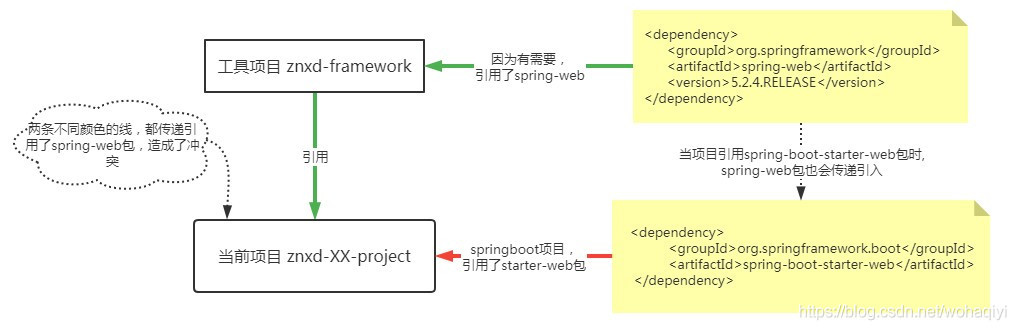 <dependency>
<groupId>org.springframework</groupId>
<artifactId>spring-web</artifactId>
<version>5.2.4.RELEASE</version>
</dependency>
因为有需要，
引用了spring-web
工具项目 znxd-framework
两条不同颜色的线，都传递引
用了spring-web包，造成了冲
突
引用
当项目引用spring-boot-starter-web包时,
spring-web包也会传递引入
当前项目 znxd-XX-project
springboot项目，
引用了starter-web包
<dependency>
<groupId>org.springframework.boot</groupId>
<artifactId>spring-boot-starter-web</artifactId>
</dependency>
https://blog.csdn.net/wohaqiyi